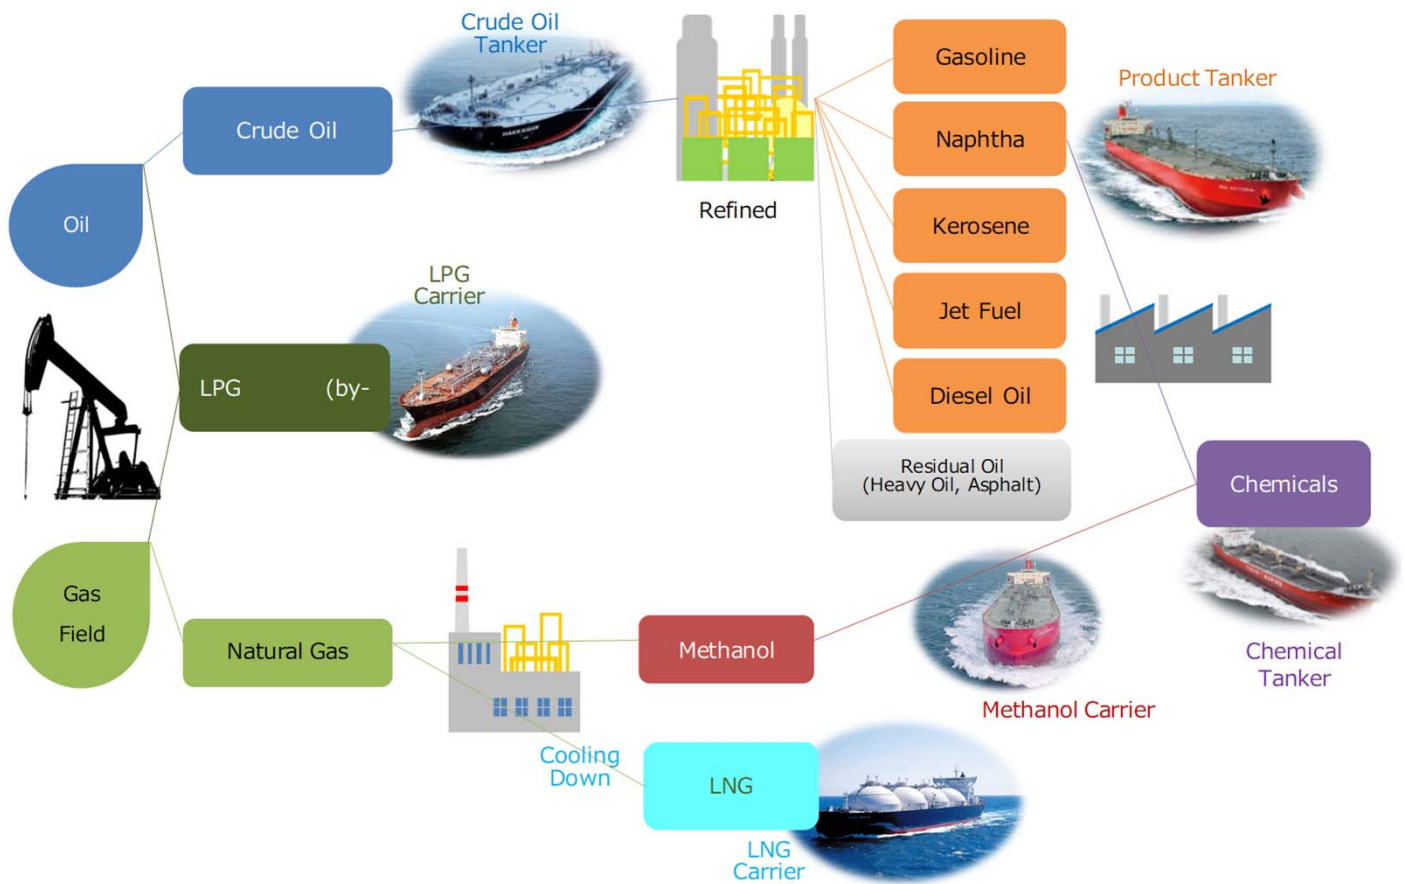 Crude Oil
Tanker
Gasoline
Product Tanker
Crude Oil
Naphtha
Refined
Oil
Kerosene
LPG
Carrier
Jet Fuel
LPG (by-
Diesel Oil
Residual Oil
(Heavy Oil, Asphalt)
Chemicals
Gas
Field
Natural Gas
Methanol
Chemical
Tanker
Methanol Carrier
Cooling
Down
LNG
LNG
Carrier